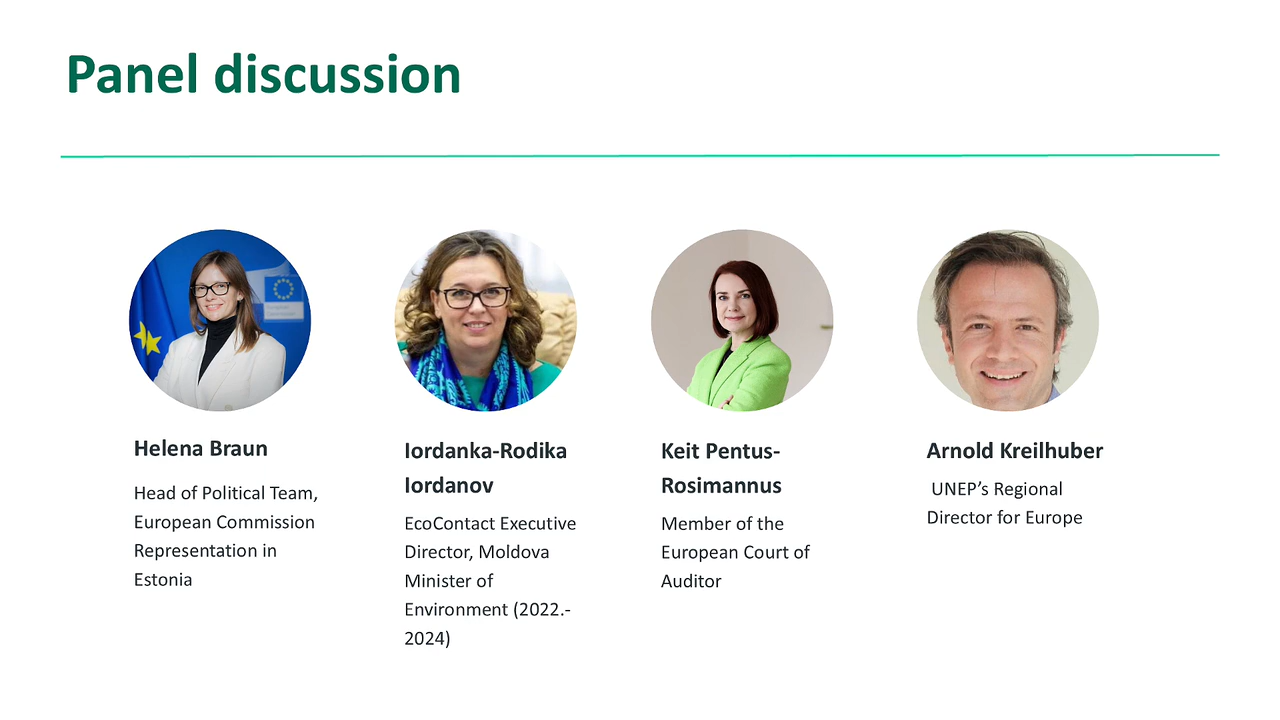 Panel discussion
Helena Braun
Head of Political Team,
European Commission
Representation in
Estonia
Iordanka-Rodika
Iordanov
EcoContact Executive
Director, Moldova
Minister of
Environment (2022.-
2024)
Keit Pentus-
Rosimannus
Member of the
European Court of
Auditor
Arnold Kreilhuber
UNEP’s Regional
Director for Europe